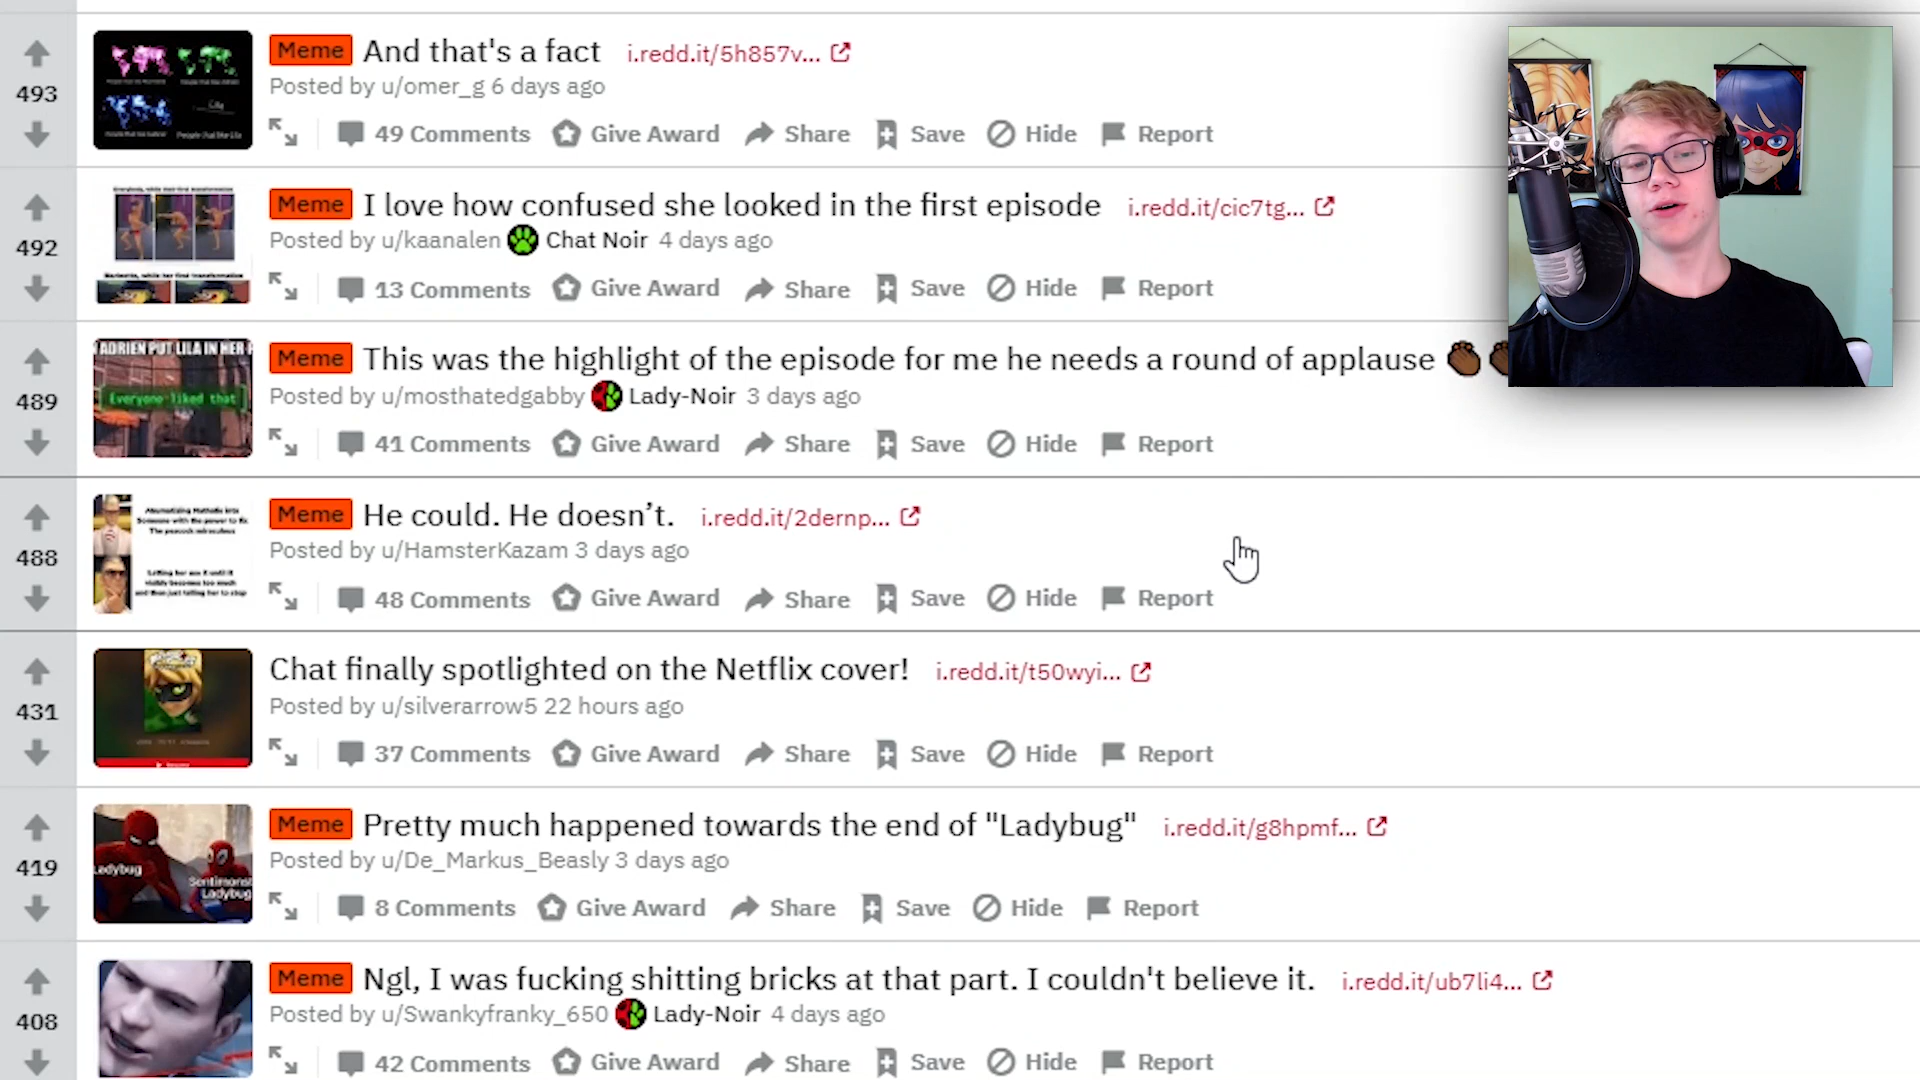 493
Meme And that's a fact i.redd.it/5h857v...
Posted by u/omer_g 6 days ago
49 Comments Give Award Share Save Hide Report
492
Meme I love how confused she looked in the first episode i.redd.it/cic7tg...
Posted by u/kaanalen Chat Noir 4 days ago
13 Comments Give Award Share Save Hide Report
489
ADRIEN PUT LILA IN HER
Everyone liked that
Meme This was the highlight of the episode for me he needs a round of applause
Posted by u/mosthatedgabby Lady-Noir 3 days ago
41 Comments Give Award Share Save Hide Report
488
Meme He could. He doesn’t. i.redd.it/2dernp...
Posted by u/HamsterKazam 3 days ago
48 Comments Give Award Share Save Hide Report
431
Chat finally spotlighted on the Netflix cover! i.redd.it/t50wyi...
Posted by u/silverarrow5 22 hours ago
37 Comments Give Award Share Save Hide Report
419
Ladybug
Ladybug
Meme Pretty much happened towards the end of "Ladybug" i.redd.it/g8hpmf...
Posted by u/De_Markus_Beasly 3 days ago
8 Comments Give Award Share Save Hide Report
408
Meme Ngl, I was fucking shitting bricks at that part. I couldn't believe it. i.redd.it/ub7li4...
Posted by u/Swankyfranky_650 Lady-Noir 4 days ago
42 Comments Give Award Share Save Hide Report